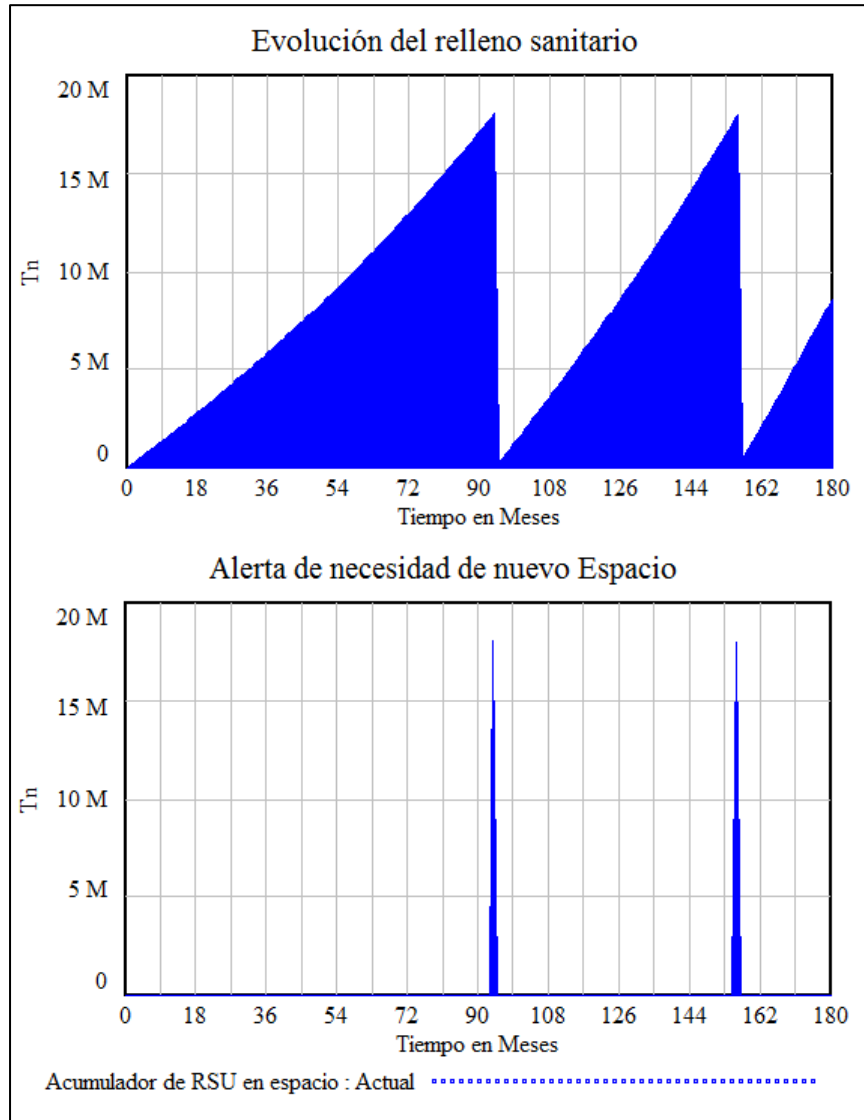 Evolución del relleno sanitario
20 M
15 M
Tn
10 M
5 M
0
0 18 36 54 72 90 108 126 144 162 180
Tiempo en Meses
Alerta de necesidad de nuevo Espacio
20 M
15 M
Tn
10 M
5 M
0
0 18 36 54 72 90 108 126 144 162 180
Tiempo en Meses
Acumulador de RSU en espacio : Actual